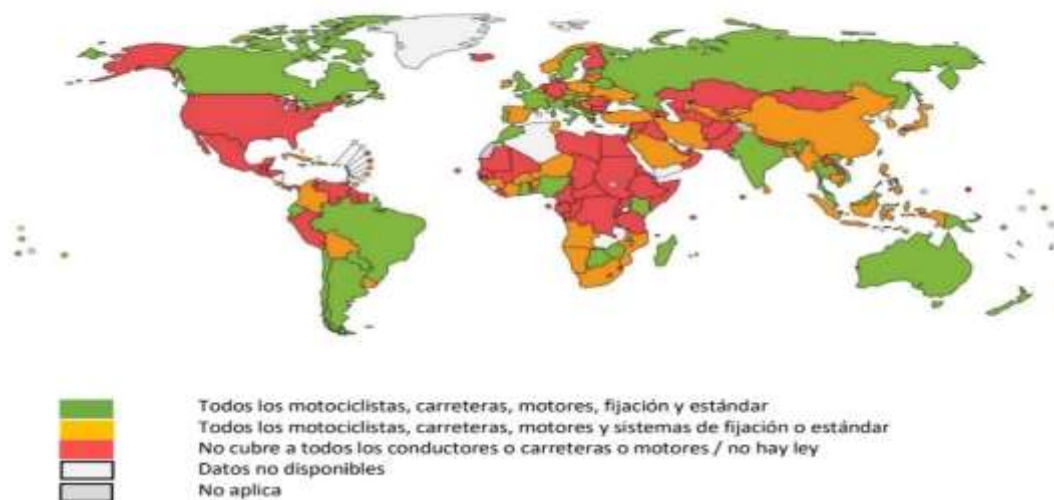 Todos los motociclistas, carreteras, motores, fijación y estándar
Todos los motociclistas, carreteras, motores y sistemas de fijación o estándar
No cubre a todos los conductores o carreteras o motores / no hay ley
Datos no disponibles
No aplica